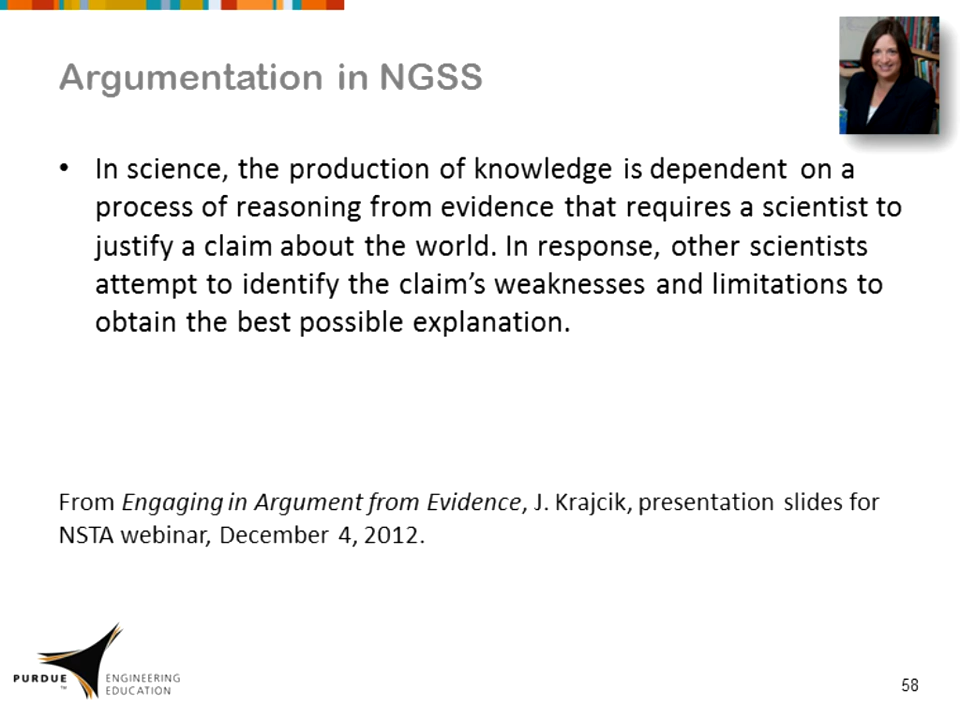 Argumentation in NGSS
• In science, the production of knowledge is dependent on a
process of reasoning from evidence that requires a scientist to
justify a claim about the world. In response, other scientists
attempt to identify the claim’s weaknesses and limitations to
obtain the best possible explanation.
From Engaging in Argument from Evidence, J. Krajcik, presentation slides for
NSTA webinar, December 4, 2012.
PURDUE ENGINEERING
™ EDUCATION
58